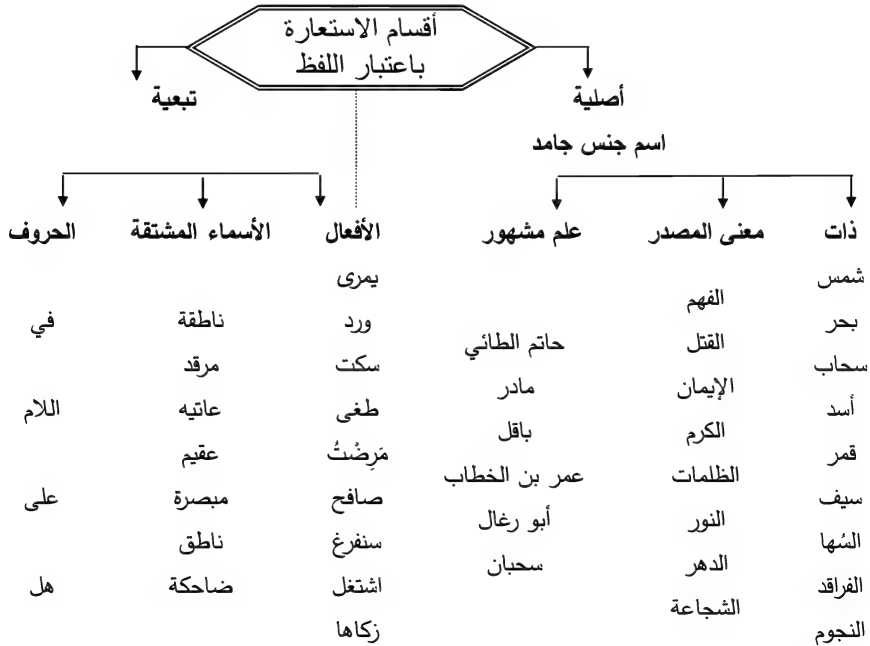 أقسام الاستعارة
باعتبار اللفظ
أصلية
تبعية
اسم جنس جامد
ذات
شمس
بحر
سحاب
أسد
قمر
سيف
السُها
الفراقد
النجوم
معنى المصدر
الفهم
القتل
الإيمان
الكرم
الظلمات
النور
الدهر
الشجاعة
علم مشهور
حاتم الطائي
مادر
باقل
عمر بن الخطاب
أبو رغال
سحبان
الأفعال
يمرى
ورد
سكت
طغى
مَرِضْتُ
صافح
سنفرغ
اشتغل
زكاها
الأسماء المشتقة
ناطقة
مرقد
عاتيه
عقيم
مبصرة
ناطق
ضاحكة
الحروف
في
اللام
على
هل